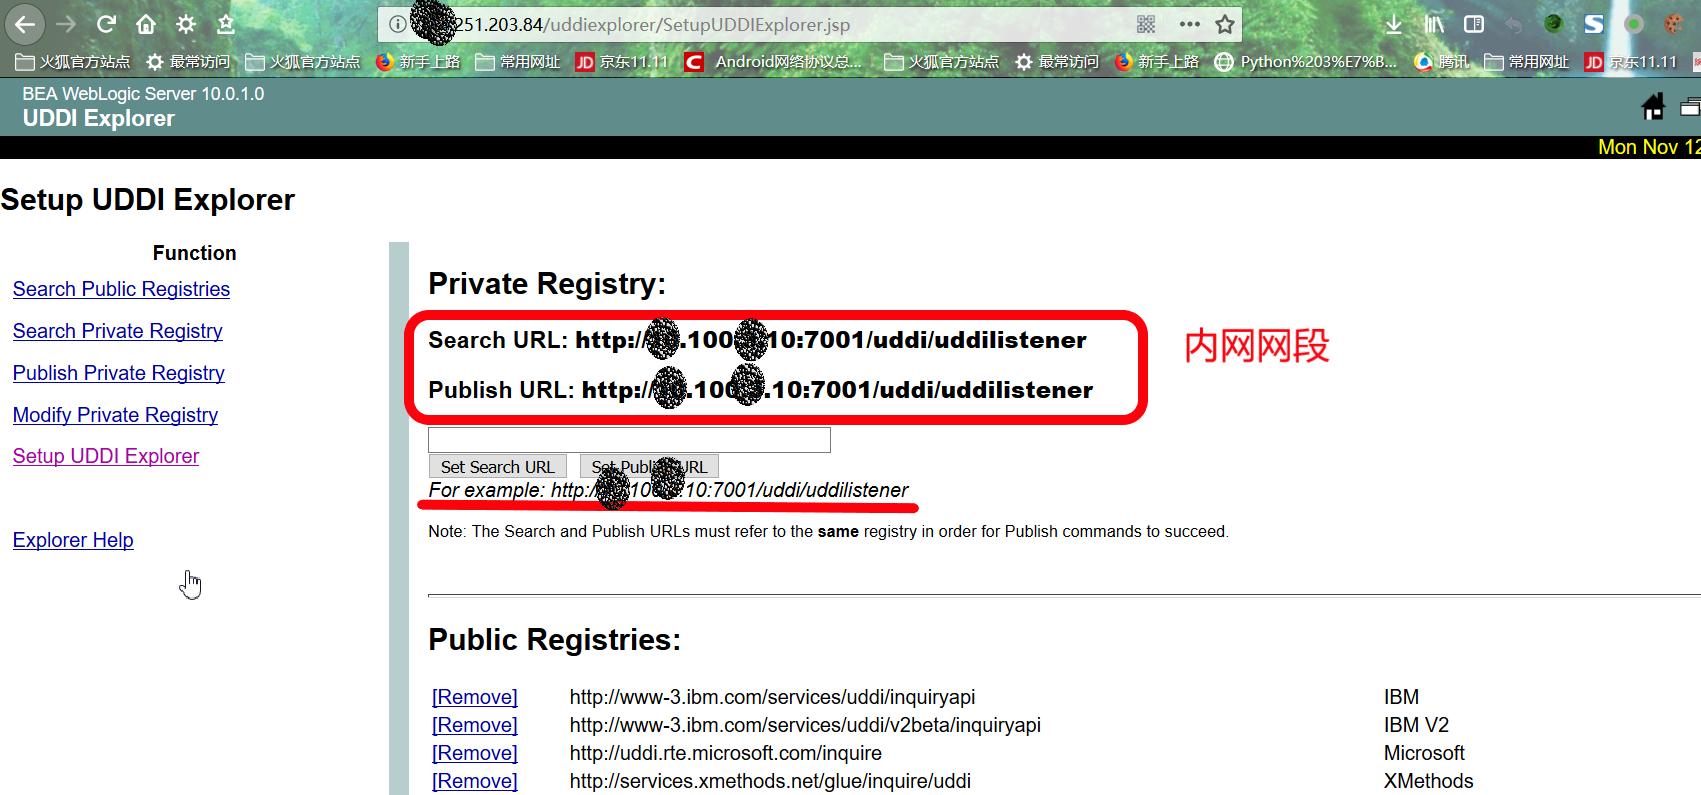 251.203.84/uddiexplorer/SetupUDDIExplorer.jsp
火狐官方站点 最常访问 火狐官方站点 新手上路 常用网址 JD 京东11.11 C Android网络协议总... 火狐官方站点 最常访问 新手上路 Python%203%E7%B... 腾讯 常用网址 JD 京东11.11
BEA WebLogic Server 10.0.1.0
UDDI Explorer
Mon Nov 12
Setup UDDI Explorer
Function
Search Public Registries
Search Private Registry
Publish Private Registry
Modify Private Registry
Setup UDDI Explorer
Explorer Help
Private Registry:
Search URL: http:// .100 .10:7001/uddi/uddilistener
内网网段
Publish URL: http:// .100 .10:7001/uddi/uddilistener
Set Search URL Set Publish URL
For example: http:// .100 .10:7001/uddi/uddilistener
Note: The Search and Publish URLs must refer to the same registry in order for Publish commands to succeed.
Public Registries:
[Remove] http://www-3.ibm.com/services/uddi/inquiryapi IBM
[Remove] http://www-3.ibm.com/services/uddi/v2beta/inquiryapi IBM V2
[Remove] http://uddi.rte.microsoft.com/inquire Microsoft
[Remove] http://services.xmethods.net/glue/inquire/uddi XMethods